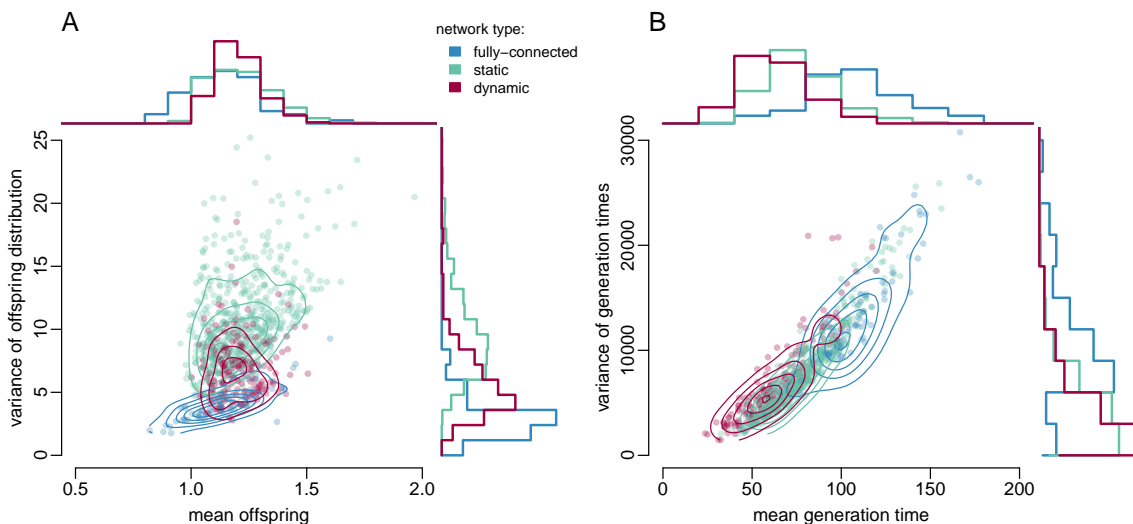 A
network type:
fully−connected
static
dynamic
variance of offspring distribution
0
5
10
15
20
25
0.5 1.0 1.5 2.0
mean offspring
B
variance of generation times
0
10000
20000
30000
0 50 100 150 200
mean generation time